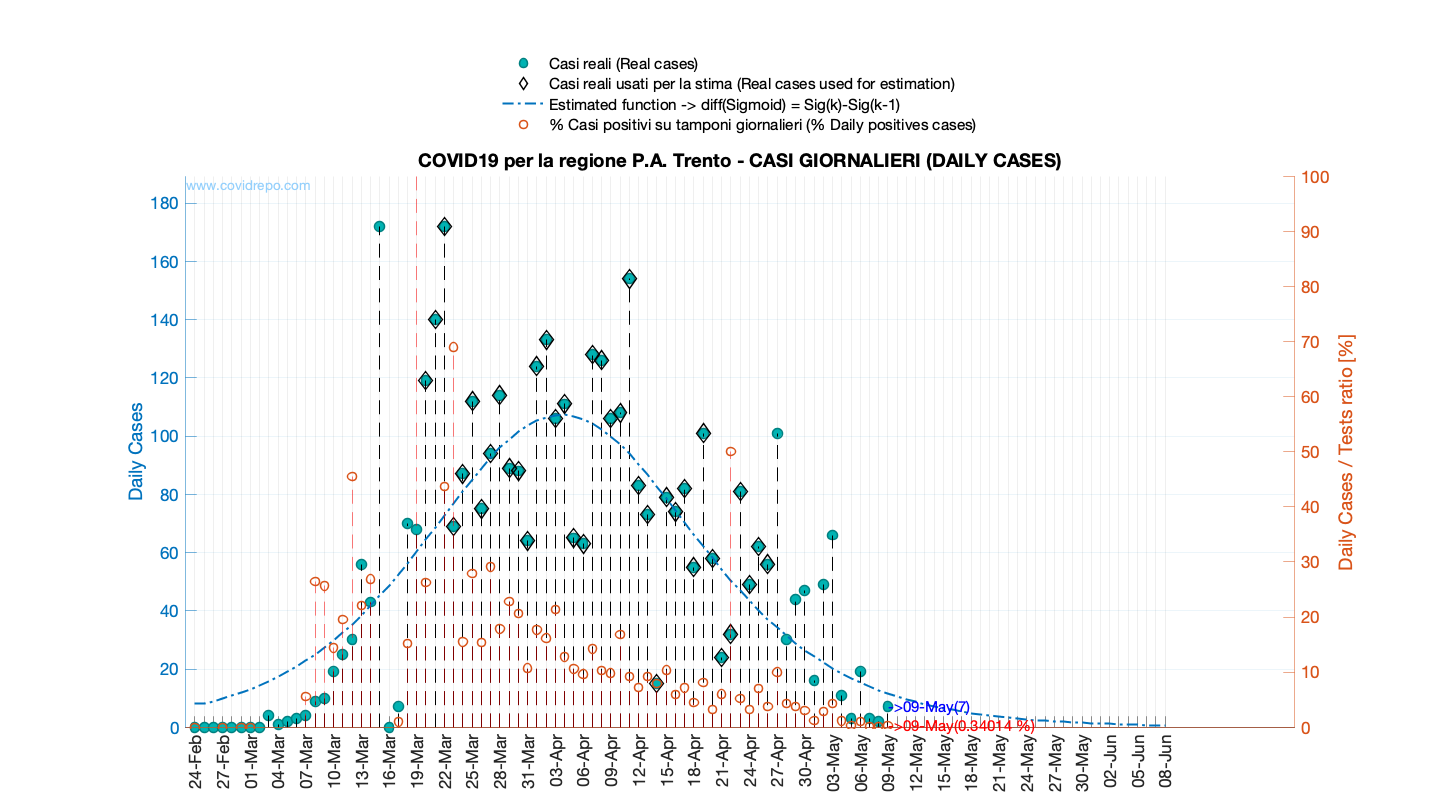 Casi reali (Real cases)
Casi reali usati per la stima (Real cases used for estimation)
Estimated function -> diff(Sigmoid) = Sig(k)-Sig(k-1)
% Casi positivi su tamponi giornalieri (% Daily positives cases)
COVID19 per la regione P.A. Trento - CASI GIORNALIERI (DAILY CASES)
www.covidrepo.com
Daily Cases
180
160
140
120
100
80
60
40
20
0
100
90
80
70
60
50
40
30
20
10
0
Daily Cases / Tests ratio [%]
->09-May(7)
->09-May(0.34014 %)
24-Feb
27-Feb
01-Mar
04-Mar
07-Mar
10-Mar
13-Mar
16-Mar
19-Mar
22-Mar
25-Mar
28-Mar
31-Mar
03-Apr
06-Apr
09-Apr
12-Apr
15-Apr
18-Apr
21-Apr
24-Apr
27-Apr
30-Apr
03-May
06-May
09-May
12-May
15-May
18-May
21-May
24-May
27-May
30-May
02-Jun
05-Jun
08-Jun